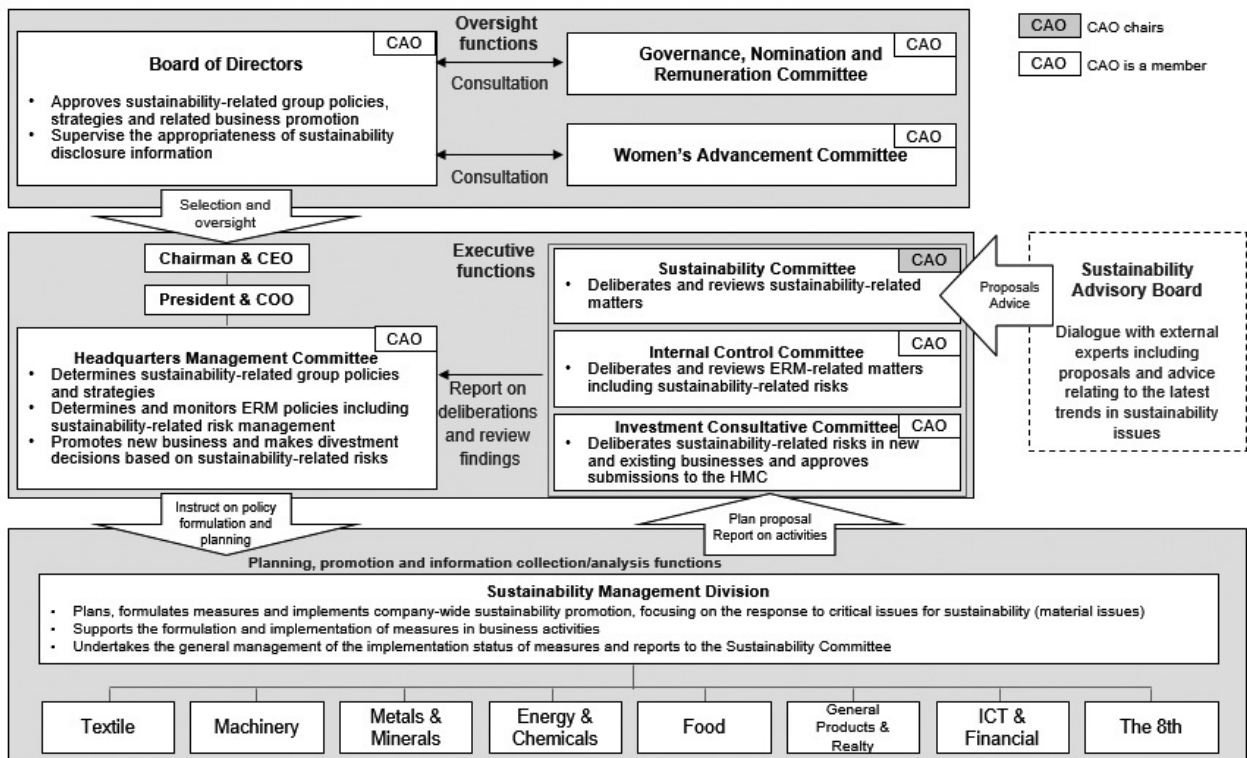 CAO
Board of Directors
• Approves sustainability-related group policies,
strategies and related business promotion
• Supervise the appropriateness of sustainability
disclosure information
Oversight
functions
Consultation
Consultation
CAO
Governance, Nomination and
Remuneration Committee
CAO
Women's Advancement Committee
CAO CAO chairs
CAO CAO is a member
Selection and
oversight
Chairman & CEO
President & COO
CAO
Headquarters Management Committee
• Determines sustainability-related group policies
and strategies
• Determines and monitors ERM policies including
sustainability-related risk management
• Promotes new business and makes divestment
decisions based on sustainability-related risks
Executive
functions
Report on
deliberations
and review
findings
CAO
Sustainability Committee
• Deliberates and reviews sustainability-related
matters
CAO
Internal Control Committee
• Deliberates and reviews ERM-related matters
including sustainability-related risks
CAO
Investment Consultative Committee
• Deliberates sustainability-related risks in new
and existing businesses and approves
submissions to the HMC
Proposals
Advice
Sustainability
Advisory Board
Dialogue with external
experts including
proposals and advice
relating to the latest
trends in sustainability
issues
Instruct on policy
formulation and
planning
Plan proposal
Report on activities
Planning, promotion and information collection/analysis functions
Sustainability Management Division
• Plans, formulates measures and implements company-wide sustainability promotion, focusing on the response to critical issues for sustainability (material issues)
• Supports the formulation and implementation of measures in business activities
• Undertakes the general management of the implementation status of measures and reports to the Sustainability Committee
Textile
Machinery
Metals &
Minerals
Energy &
Chemicals
Food
General
Products &
Realty
ICT &
Financial
The 8th